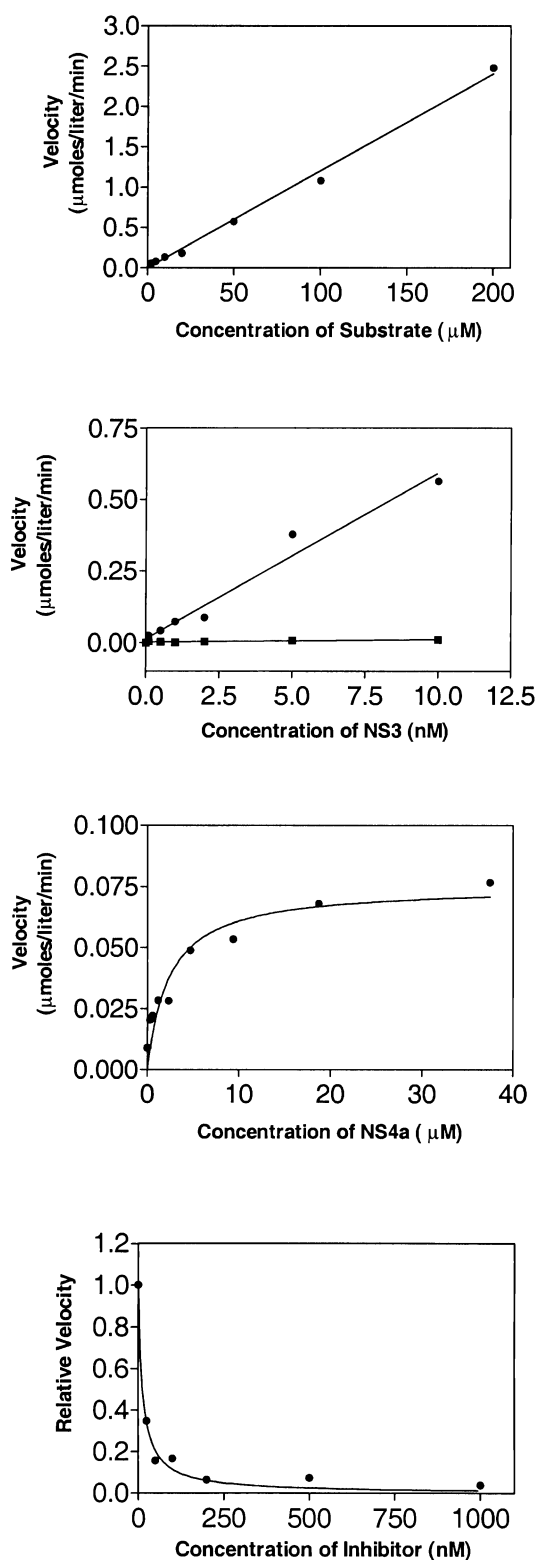 3.0
2.5
2.0
1.5
1.0
0.5
0.0
Velocity
(μmoles/liter/min)
0 50 100 150 200
Concentration of Substrate ( μM)
0.75
0.50
0.25
0.00
Velocity
(μmoles/liter/min)
0.0 2.5 5.0 7.5 10.0 12.5
Concentration of NS3 (nM)
0.100
0.075
0.050
0.025
0.000
Velocity
(μmoles/liter/min)
0 10 20 30 40
Concentration of NS4a ( μM)
1.2
1.0
0.8
0.6
0.4
0.2
0.0
Relative Velocity
0 250 500 750 1000
Concentration of Inhibitor (nM)